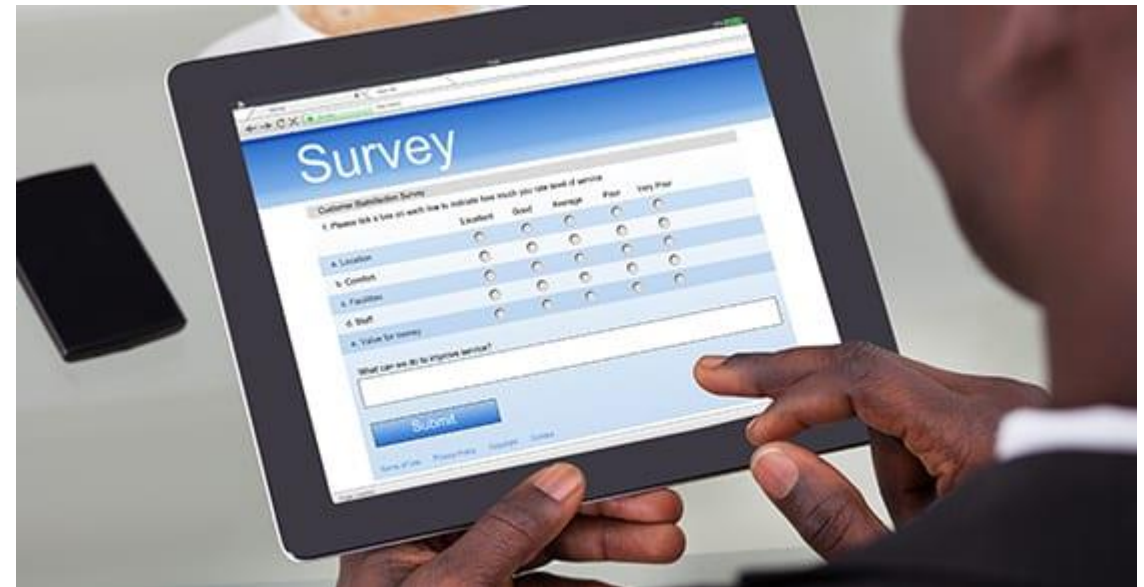 Survey
Customer Satisfaction Survey
1. Please tick a box on each line to indicate how much you rate level of service
Excellent Good Average Poor Very Poor
a. Location
b. Comfort
c. Facilities
d. Staff
e. Value for money
What can we do to improve service?
Submit
Terms of Use Privacy Policy Copyright Contact